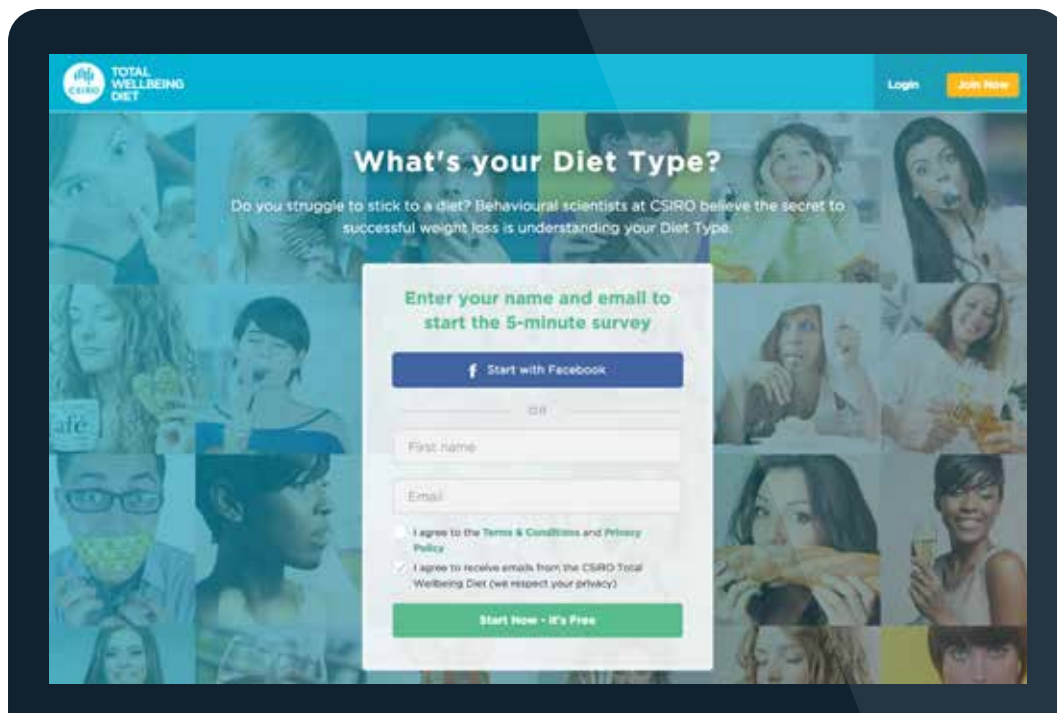 CSIRO
TOTAL
WELLBEING
DIET
Login
Join Now
What's your Diet Type?
Do you struggle to stick to a diet? Behavioural scientists at CSIRO believe the secret to
successful weight loss is understanding your Diet Type.
Enter your name and email to
start the 5-minute survey
f Start with Facebook
OR
First name
Email
I agree to the Terms & Conditions and Privacy
Policy
I agree to receive emails from the CSIRO Total
Wellbeing Diet (we respect your privacy)
Start Now - It's Free
afé